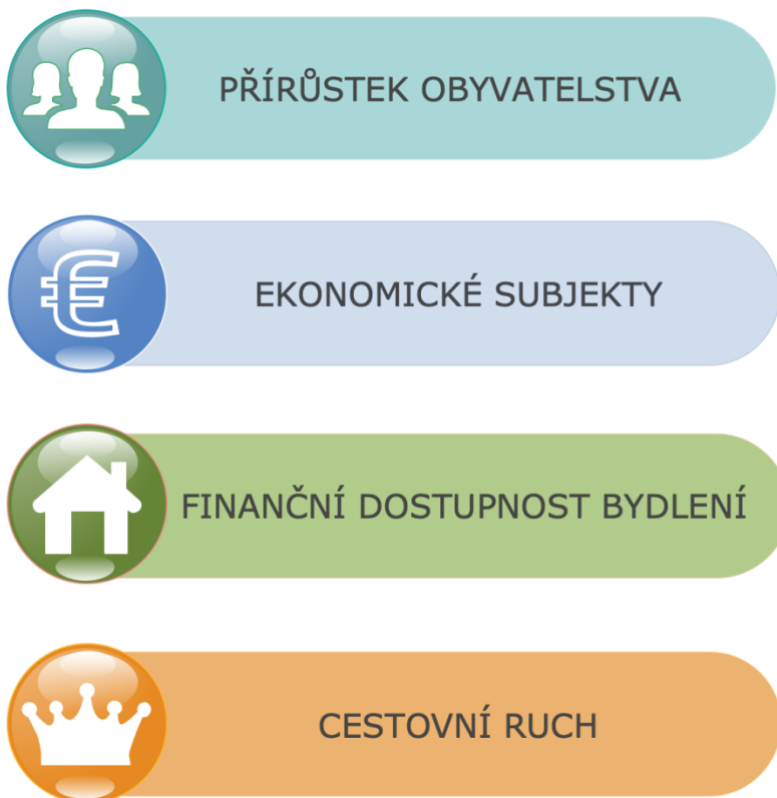 PŘÍRŮSTEK OBYVATELSTVA
EKONOMICKÉ SUBJEKTY
FINANČNÍ DOSTUPNOST BYDLENÍ
CESTOVNÍ RUCH